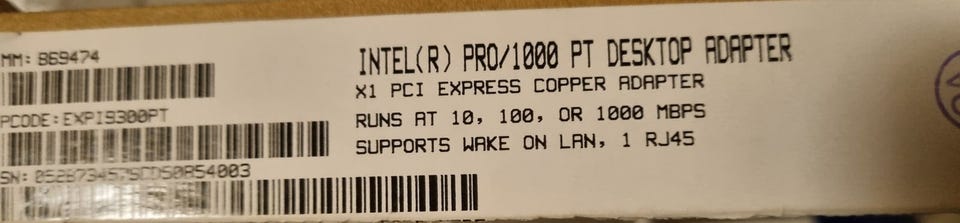 MM: 869474
INTEL(R) PRO/1000 PT DESKTOP ADAPTER
X1 PCI EXPRESS COPPER ADAPTER
PCODE: EXPI9300PT
RUNS AT 10, 100, OR 1000 MBPS
SUPPORTS WAKE ON LAN, 1 RJ45
SN: